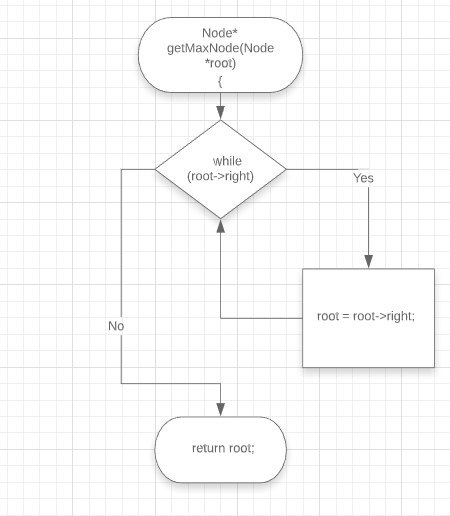 Node*
getMaxNode(Node
*root)
{
while
(root->right)
Yes
root = root->right;
No
return root;